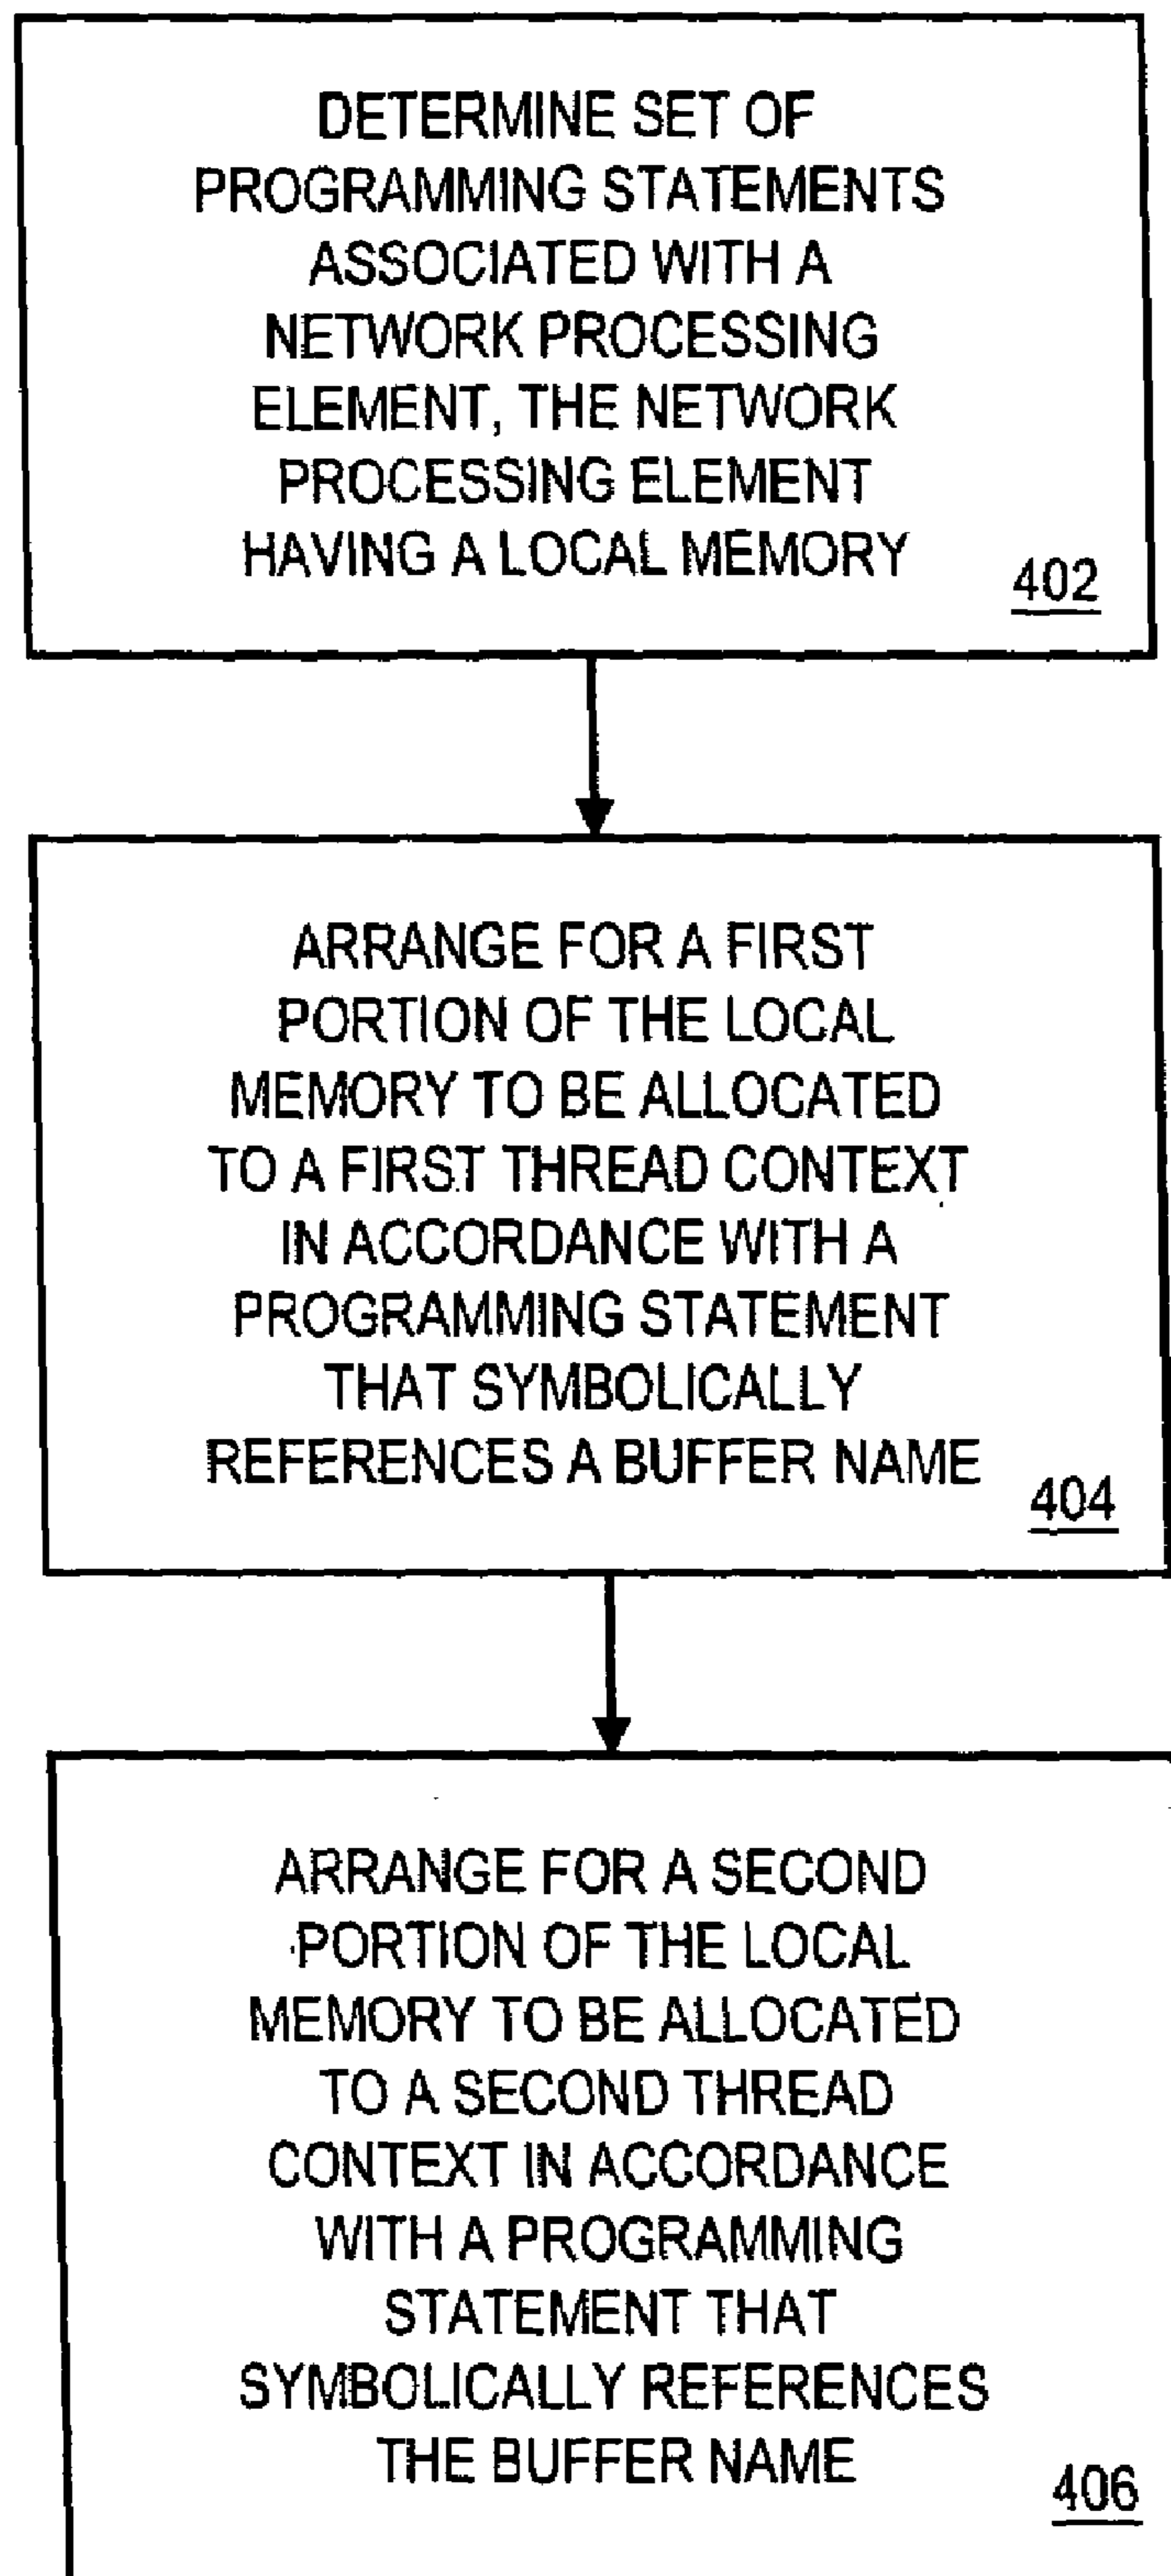 DETERMINE SET OF
PROGRAMMING STATEMENTS
ASSOCIATED WITH A
NETWORK PROCESSING
ELEMENT, THE NETWORK
PROCESSING ELEMENT
HAVING A LOCAL MEMORY
402
ARRANGE FOR A FIRST
PORTION OF THE LOCAL
MEMORY TO BE ALLOCATED
TO A FIRST THREAD CONTEXT
IN ACCORDANCE WITH A
PROGRAMMING STATEMENT
THAT SYMBOLICALLY
REFERENCES A BUFFER NAME
404
ARRANGE FOR A SECOND
PORTION OF THE LOCAL
MEMORY TO BE ALLOCATED
TO A SECOND THREAD
CONTEXT IN ACCORDANCE
WITH A PROGRAMMING
STATEMENT THAT
SYMBOLICALLY REFERENCES
THE BUFFER NAME
406